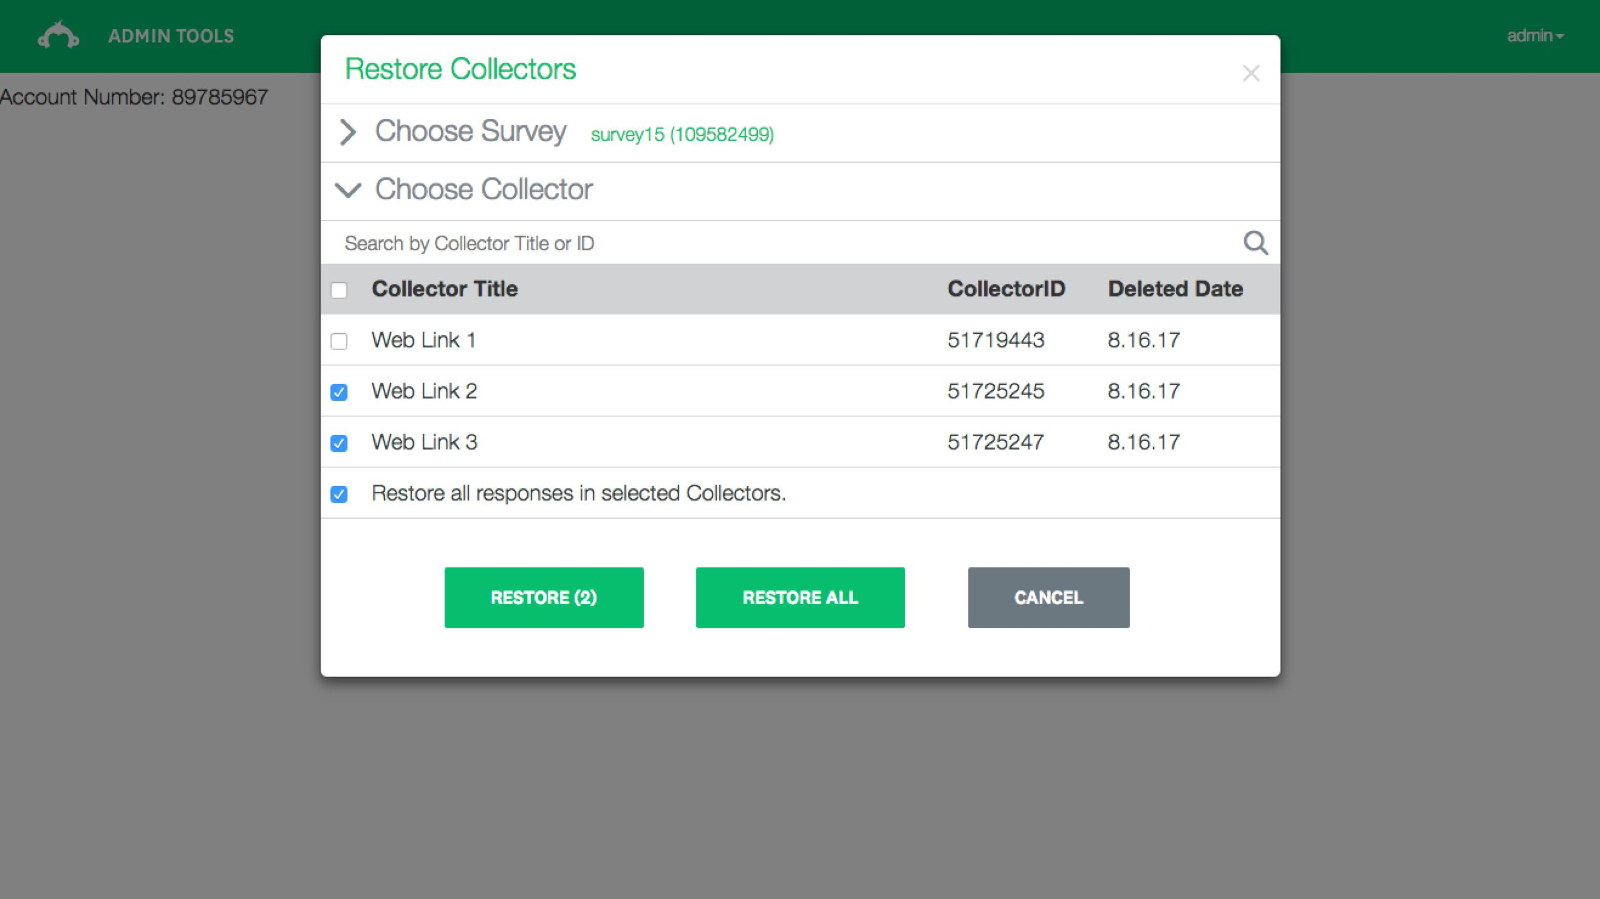 ADMIN TOOLS
admin
Account Number: 89785967
Restore Collectors
Choose Survey survey15 (109582499)
Choose Collector
Search by Collector Title or ID
Collector Title CollectorID Deleted Date
Web Link 1 51719443 8.16.17
Web Link 2 51725245 8.16.17
Web Link 3 51725247 8.16.17
Restore all responses in selected Collectors.
RESTORE (2) RESTORE ALL CANCEL